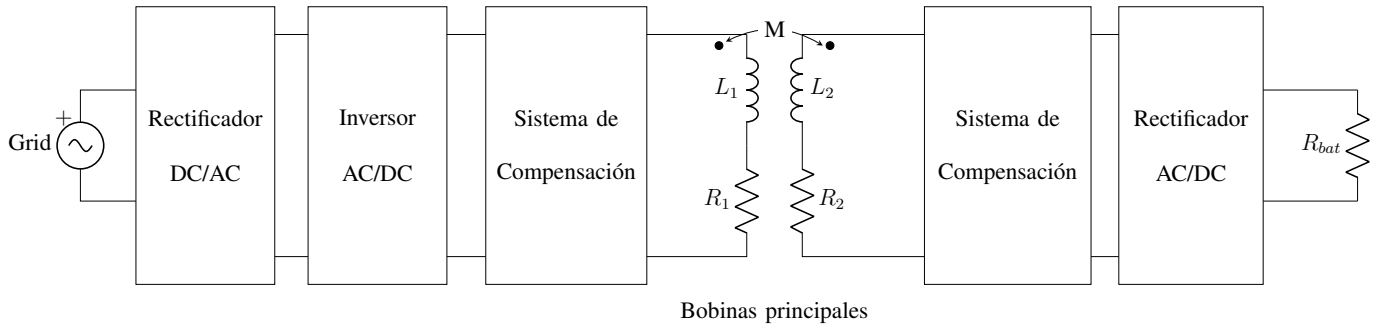 Grid
+
Rectificador
DC/AC
Inversor
AC/DC
Sistema de
Compensación
M
L1
R1
L2
R2
Sistema de
Compensación
Rectificador
AC/DC
Rbat
Bobinas principales